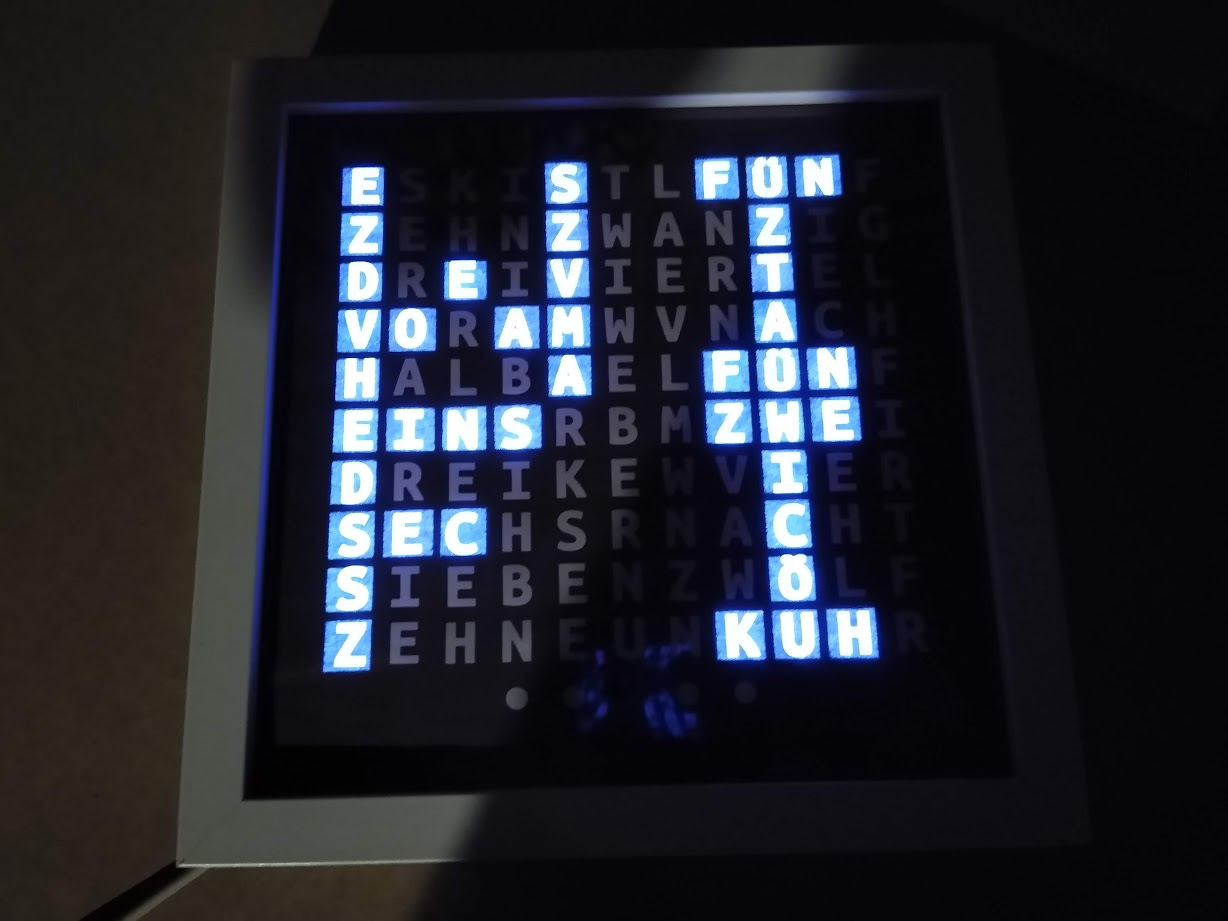 ESKISTLFÜNF
ZEHNZWANZIG
DREIVIERTEL
VORAMWVNACH
HALBAELFÜNF
EINSRBMZWEI
DREIKEWVIER
SECHSRNACHT
SIEBENZWÖLF
ZEHNEUNKUHR